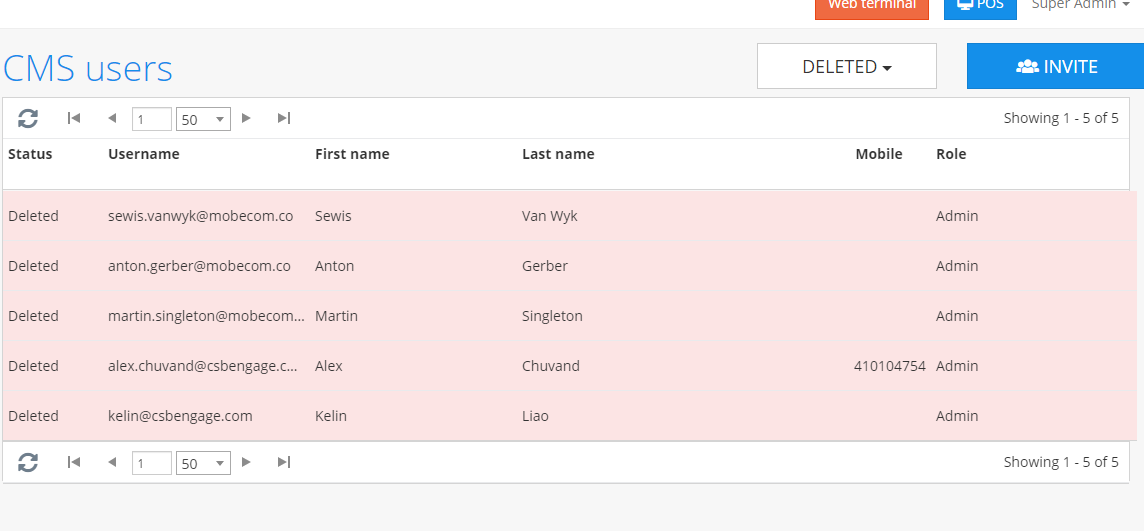 Web terminal POS Super Admin
CMS users DELETED INVITE
1 50 Showing 1 - 5 of 5
Status Username First name Last name Mobile Role
Deleted sewis.vanwyk@mobecom.co Sewis Van Wyk Admin
Deleted anton.gerber@mobecom.co Anton Gerber Admin
Deleted martin.singleton@mobecom... Martin Singleton Admin
Deleted alex.chuvand@csbengage.c... Alex Chuvand 410104754 Admin
Deleted kelin@csbengage.com Kelin Liao Admin
1 50 Showing 1 - 5 of 5